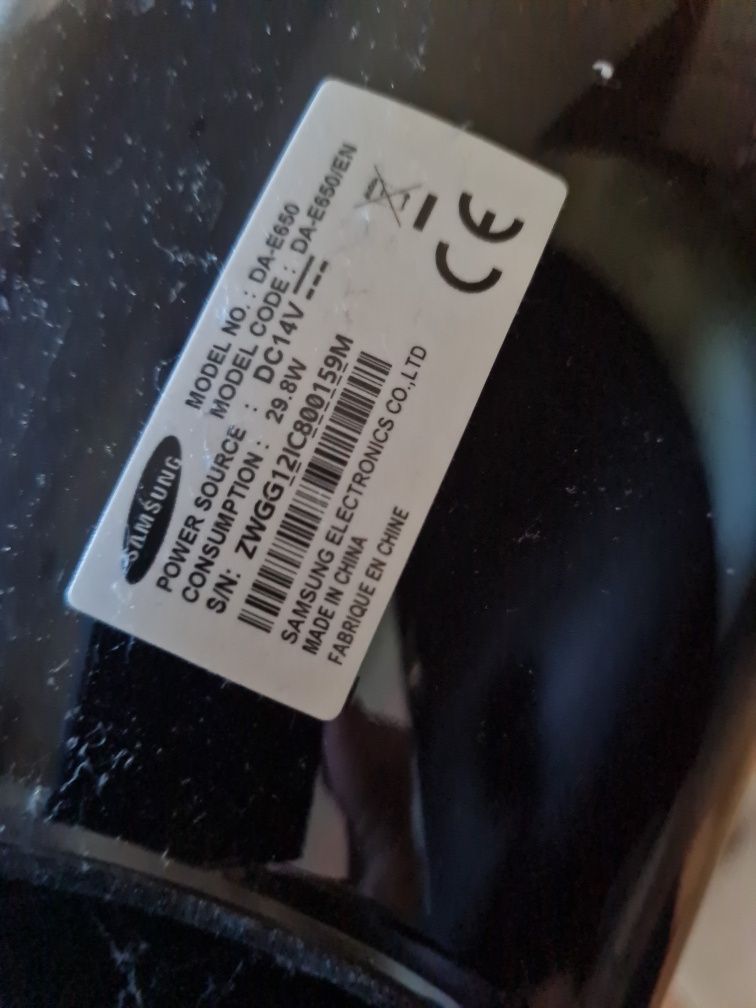 SAMSUNG
MODEL NO. : DA-E650
MODEL CODE : DA-E650/EN
POWER SOURCE : DC14V
CONSUMPTION : 29.8W
S/N: ZWGG12IC800159M
SAMSUNG ELECTRONICS CO.,LTD
MADE IN CHINA
FABRIQUE EN CHINE
CE